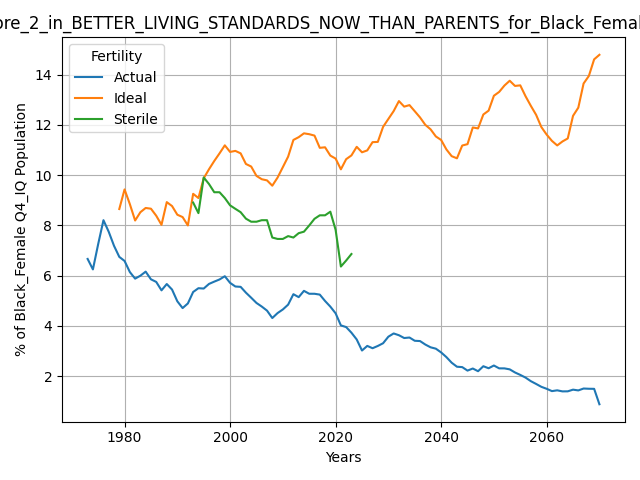 ore_2_in_BETTER_LIVING_STANDARDS_NOW_THAN_PARENTS_for_Black_Femal
Fertility
Actual
Ideal
Sterile
% of Black_Female Q4_IQ Population
14
12
10
8
6
4
2
1980
2000
2020
2040
2060
Years